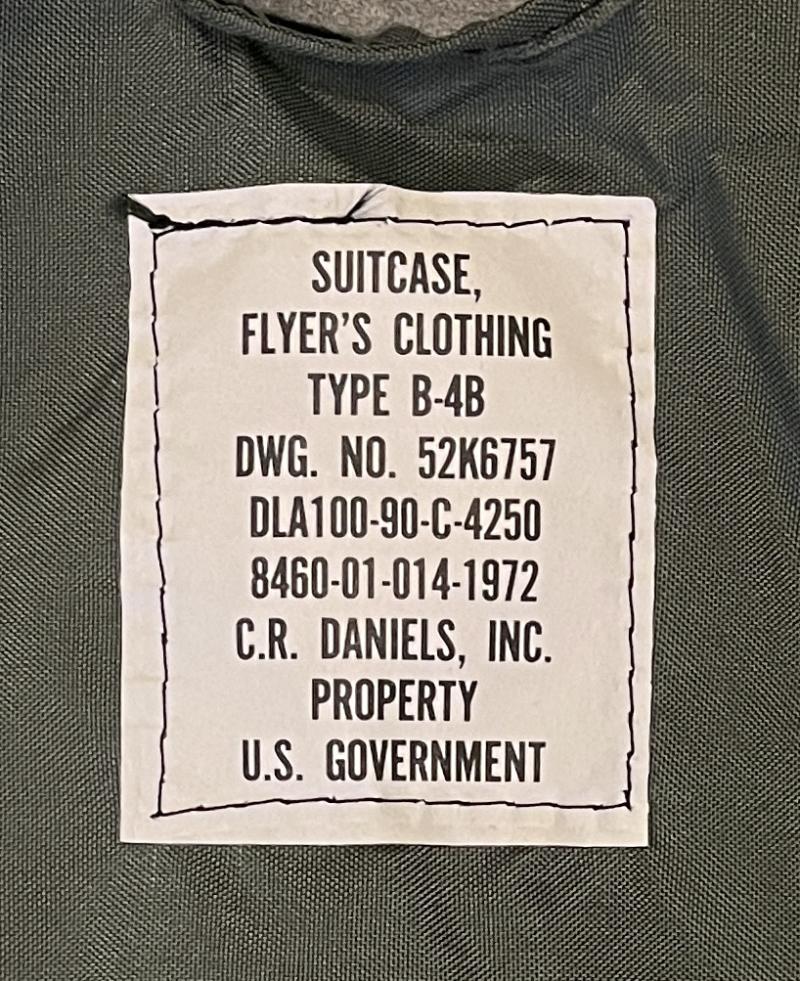 SUITCASE,
FLYER'S CLOTHING
TYPE B-4B
DWG. NO. 52K6757
DLA100-90-C-4250
8460-01-014-1972
C.R. DANIELS, INC.
PROPERTY
U.S. GOVERNMENT